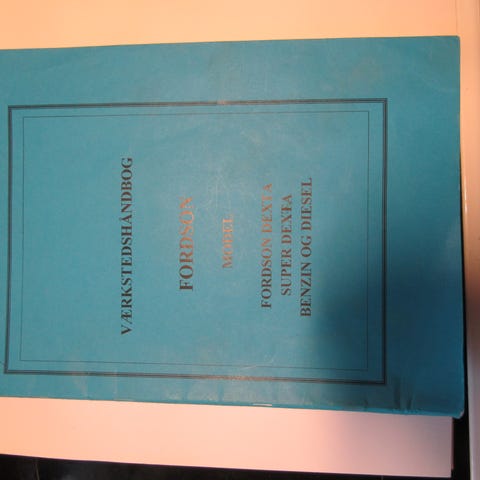 VÆRKSTEDSHÅNDBOG
FORDSON
MODEL
FORDSON DEXTA
SUPER DEXTA
BENZIN OG DIESEL